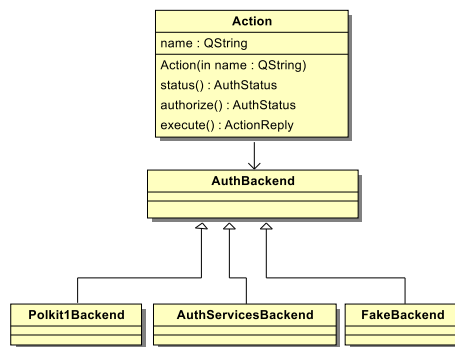 Action
name : QString
Action(in name : QString)
status() : AuthStatus
authorize() : AuthStatus
execute() : ActionReply
AuthBackend
Polkit1Backend
AuthServicesBackend
FakeBackend